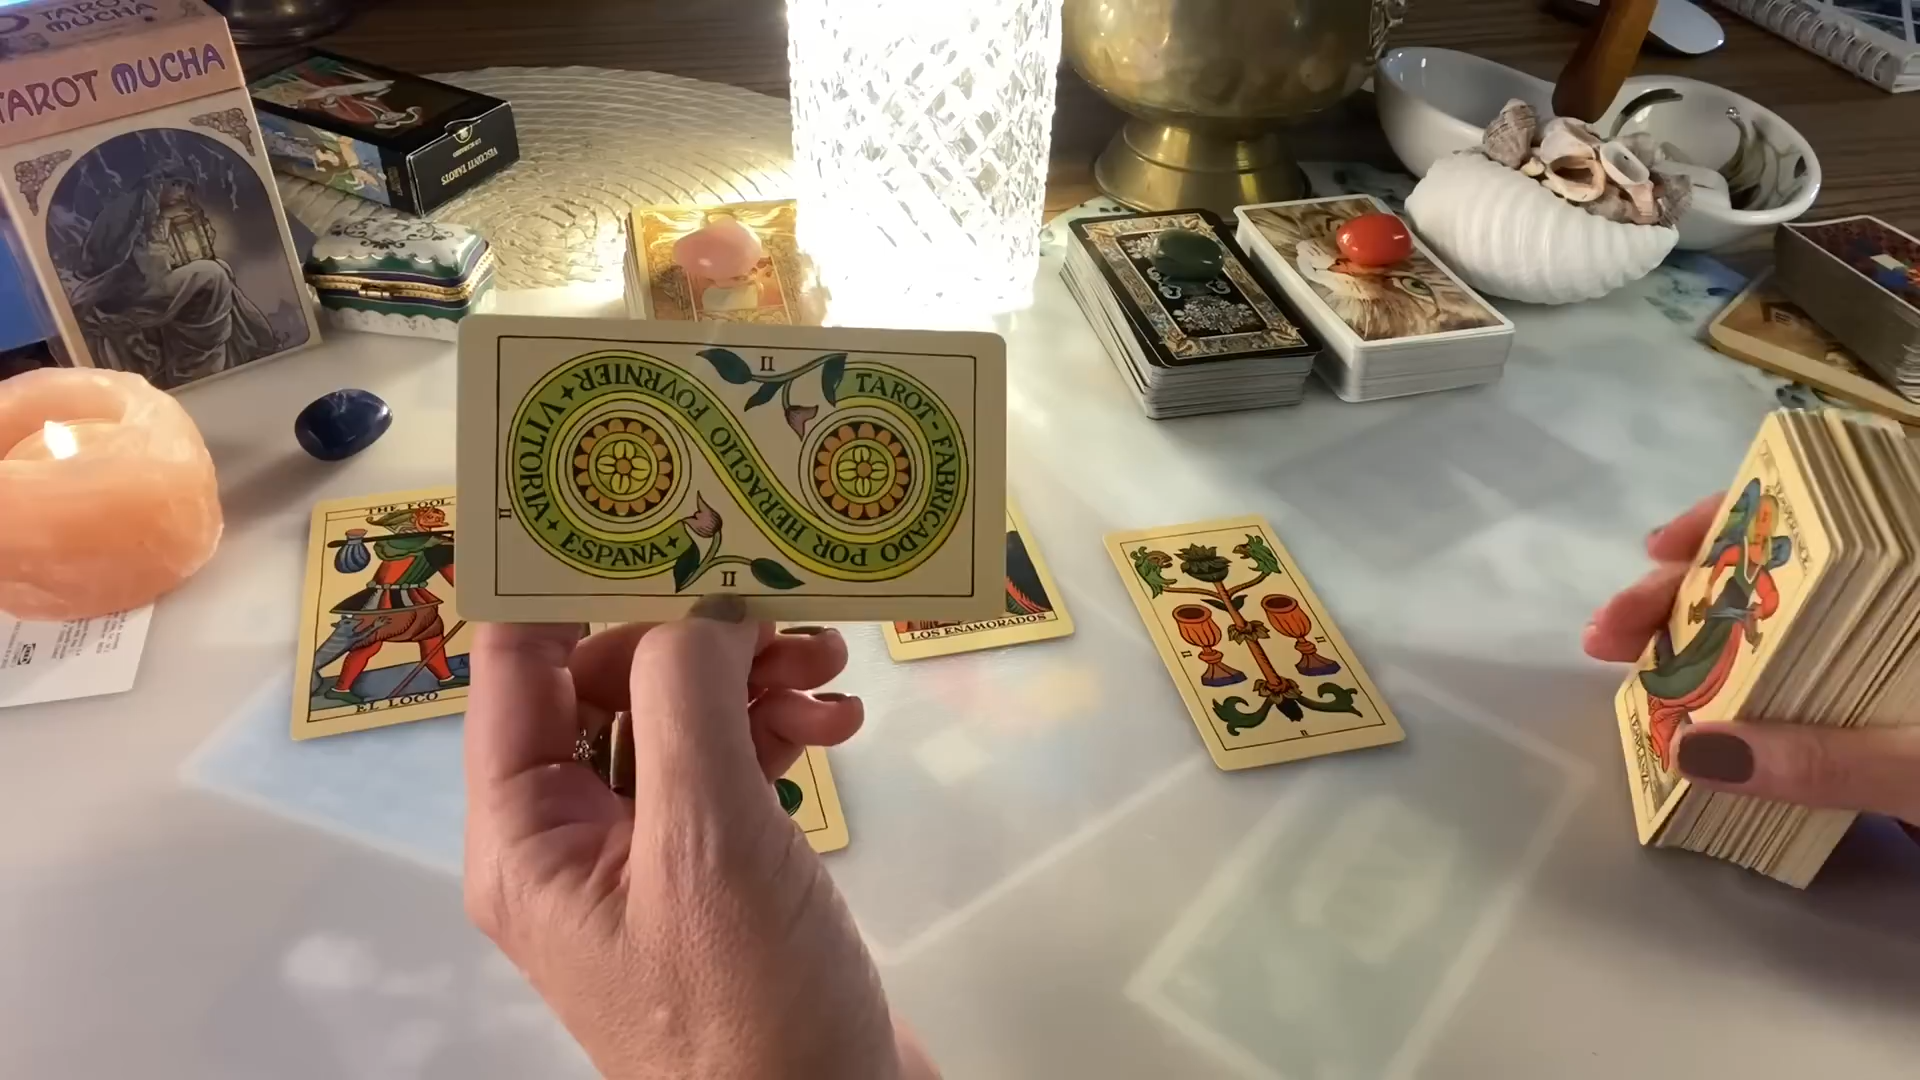 TAROT MUCHA
TAROT MUCHA
VISCONTI TAROTS
II
TAROT-FABRICADO POR HERACLIO FOVRNIER
✦ VITORIA ✦ ESPAÑA ✦
II
II
THE FOOL
EL LOCO
LOS ENAMORADOS
II
II
II